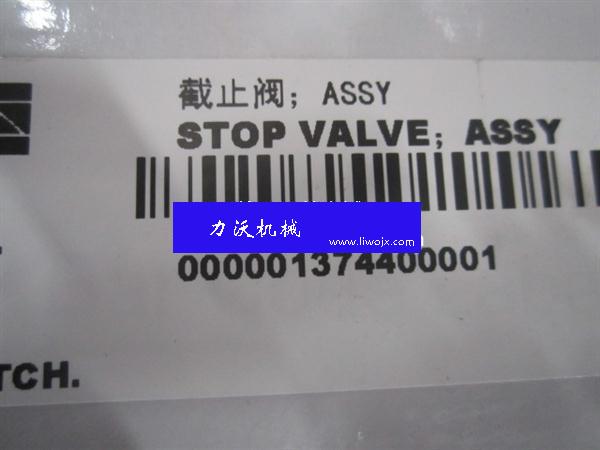 截止阀；ASSY
STOP VALVE；ASSY
力沃机械
www.liwojx.com
000001374400001
TCH.